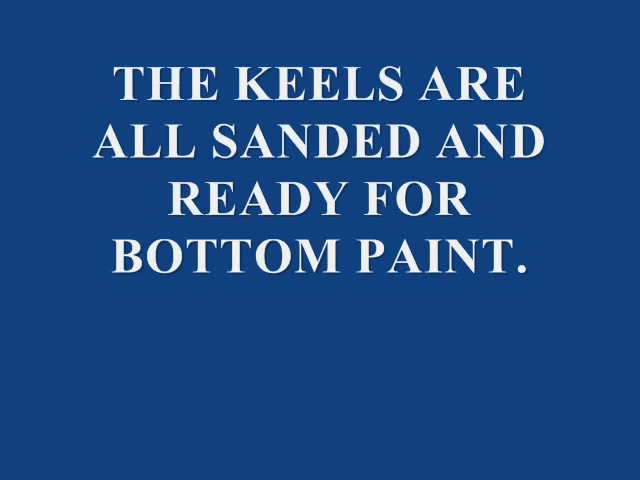 THE KEELS ARE
ALL SANDED AND
READY FOR
BOTTOM PAINT.